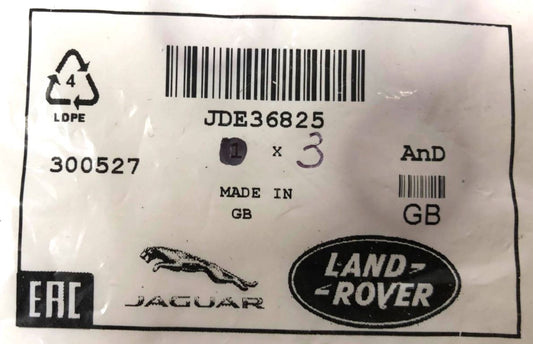 4
LDPE
JDE36825
300527
1 x 3
AnD
MADE IN
GB
GB
EAC
JAGUAR
LAND-
-ROVER